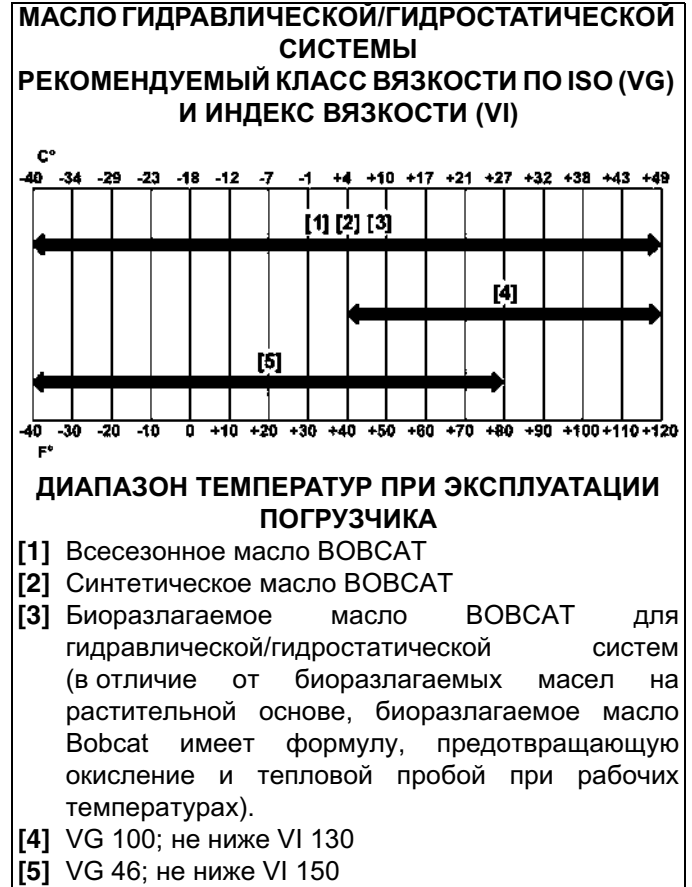 МАСЛО ГИДРАВЛИЧЕСКОЙ/ГИДРОСТАТИЧЕСКОЙ
СИСТЕМЫ
РЕКОМЕНДУЕМЫЙ КЛАСС ВЯЗКОСТИ ПО ISO (VG)
И ИНДЕКС ВЯЗКОСТИ (VI)
C°
-40 -34 -29 -23 -18 -12 -7 -1 +4 +10 +17 +21 +27 +32 +38 +43 +49
[1] [2] [3]
[4]
[5]
-40 -30 -20 -10 0 +10 +20 +30 +40 +50 +60 +70 +80 +90 +100 +110 +120
F°
ДИАПАЗОН ТЕМПЕРАТУР ПРИ ЭКСПЛУАТАЦИИ
ПОГРУЗЧИКА
[1] Всесезонное масло BOBCAT
[2] Синтетическое масло BOBCAT
[3] Биоразлагаемое масло BOBCAT для
гидравлической/гидростатической систем
(в отличие от биоразлагаемых масел на
растительной основе, биоразлагаемое масло
Bobcat имеет формулу, предотвращающую
окисление и тепловой пробой при рабочих
температурах).
[4] VG 100; не ниже VI 130
[5] VG 46; не ниже VI 150